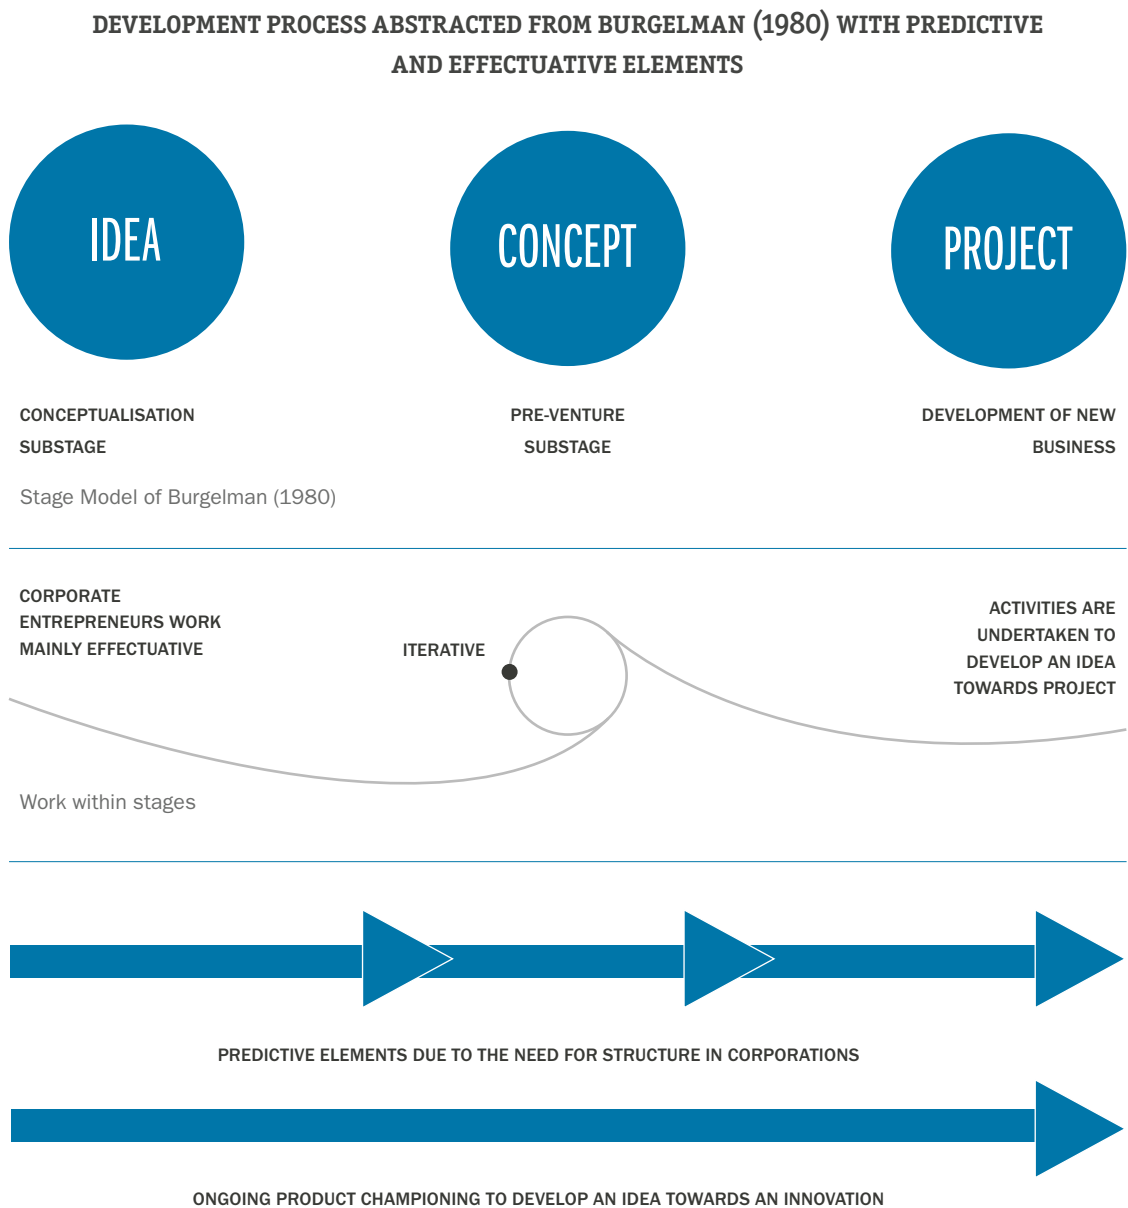 DEVELOPMENT PROCESS ABSTRACTED FROM BURGELMAN (1980) WITH PREDICTIVE
AND EFFECTUATIVE ELEMENTS
IDEA
CONCEPT
PROJECT
CONCEPTUALISATION
SUBSTAGE
PRE-VENTURE
SUBSTAGE
DEVELOPMENT OF NEW
BUSINESS
Stage Model of Burgelman (1980)
CORPORATE
ENTREPRENEURS WORK
MAINLY EFFECTUATIVE
ITERATIVE
ACTIVITIES ARE
UNDERTAKEN TO
DEVELOP AN IDEA
TOWARDS PROJECT
Work within stages
PREDICTIVE ELEMENTS DUE TO THE NEED FOR STRUCTURE IN CORPORATIONS
ONGOING PRODUCT CHAMPIONING TO DEVELOP AN IDEA TOWARDS AN INNOVATION